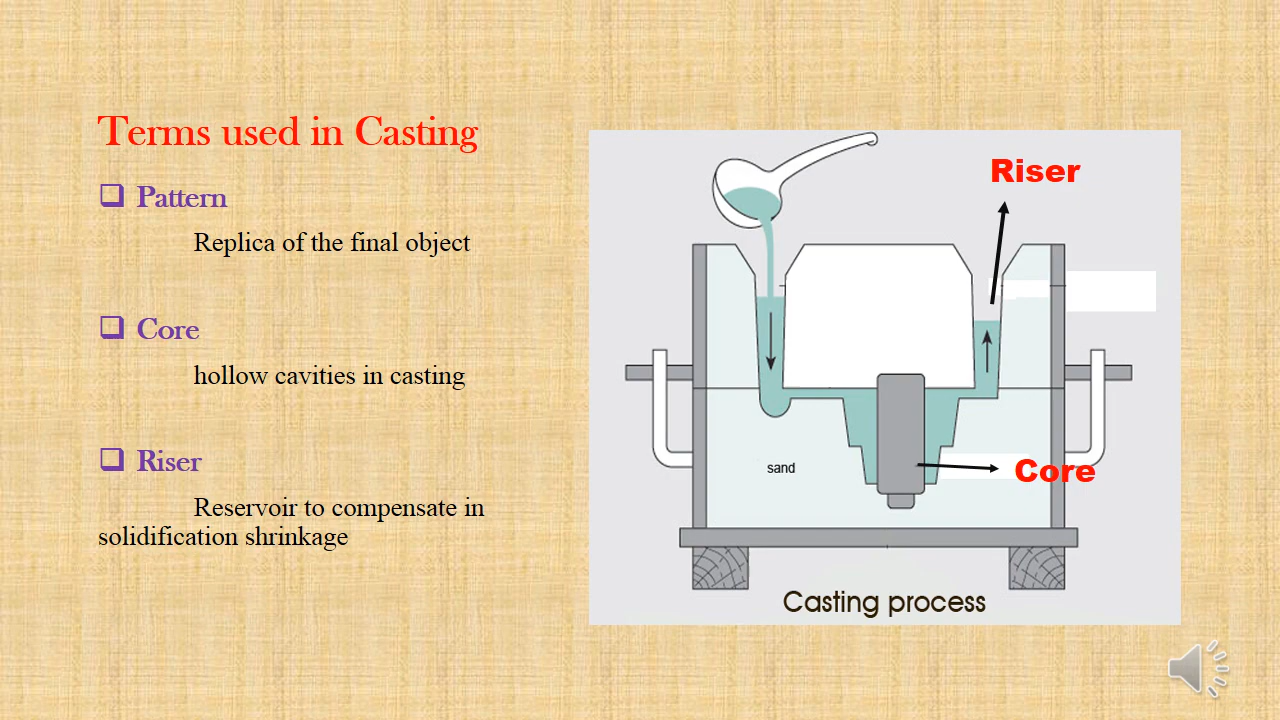 Terms used in Casting
Pattern
Replica of the final object
Core
hollow cavities in casting
Riser
Reservoir to compensate in
solidification shrinkage
Riser
sand
Core
Casting process